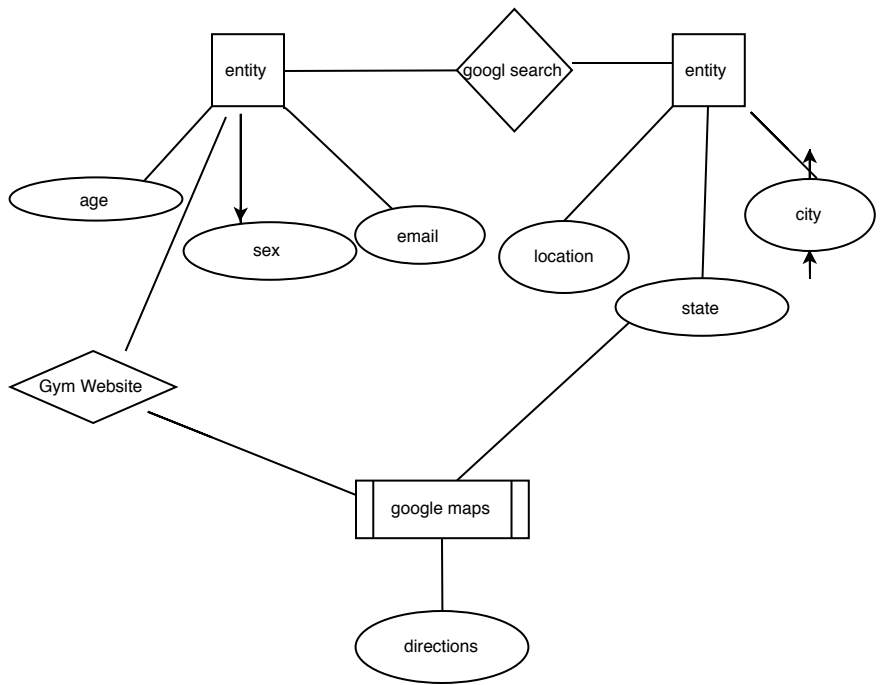 entity
googl search
entity
age
sex
email
location
city
state
Gym Website
google maps
directions